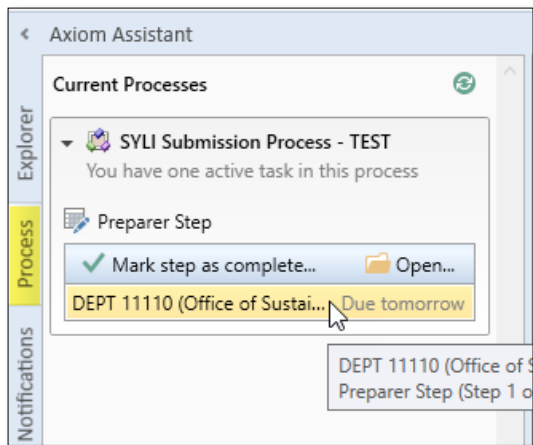 Axiom Assistant
Current Processes
SYLI Submission Process - TEST
You have one active task in this process
Preparer Step
Mark step as complete... Open...
DEPT 11110 (Office of Sustai... Due tomorrow
DEPT 11110 (Office of S
Preparer Step (Step 1 o
Explorer
Process
Notifications